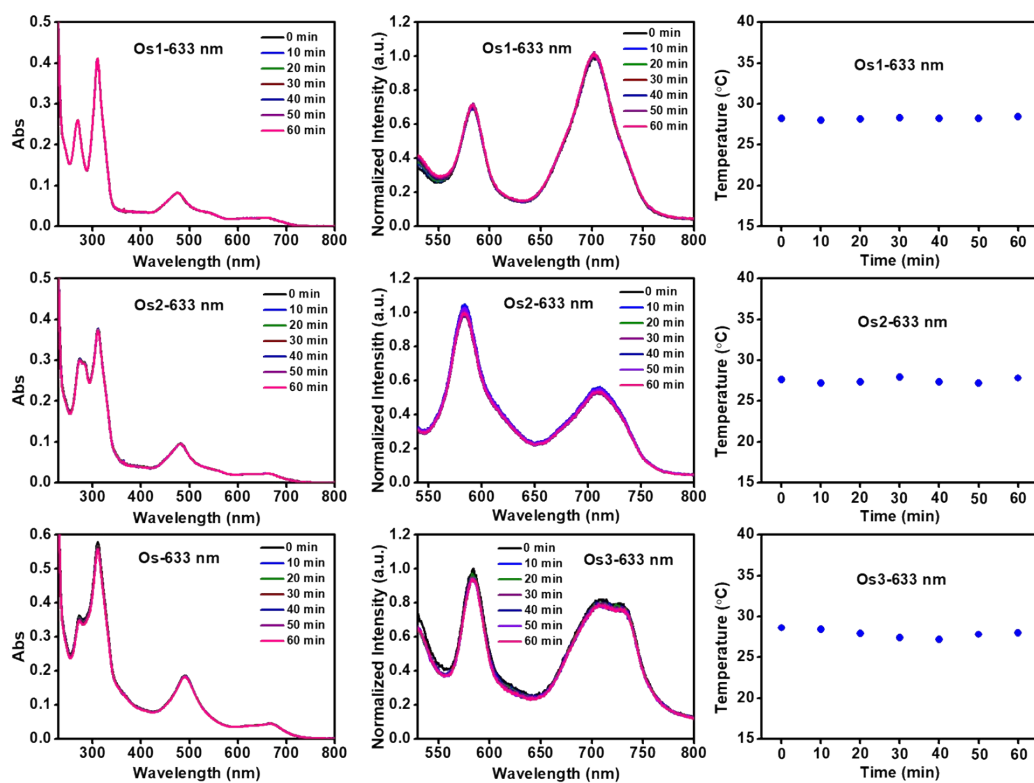 0.5
0.4
0.3
0.2
0.1
0.0
Abs
Os1-633 nm
0 min
10 min
20 min
30 min
40 min
50 min
60 min
300 400 500 600 700 800
Wavelength (nm)
1.2
1.0
0.8
0.6
0.4
0.2
0.0
Normalized Intensity (a.u.)
Os1-633 nm
0 min
10 min
20 min
30 min
40 min
50 min
60 min
550 600 650 700 750 800
Wavelength (nm)
40
35
30
25
20
15
Temperature (°C)
Os1-633 nm
0 10 20 30 40 50 60
Time (min)
0.5
0.4
0.3
0.2
0.1
0.0
Abs
Os2-633 nm
0 min
10 min
20 min
30 min
40 min
50 min
60 min
300 400 500 600 700 800
Wavelength (nm)
1.2
1.0
0.8
0.6
0.4
0.2
0.0
Normalized Intensith (a.u.)
Os2-633 nm
0 min
10 min
20 min
30 min
40 min
50 min
60 min
540 600 660 720 780
Wavelength (nm)
40
35
30
25
20
15
Temperature (°C)
Os2-633 nm
0 10 20 30 40 50 60
Time (min)
0.6
0.5
0.4
0.3
0.2
0.1
0.0
Abs
Os-633 nm
0 min
10 min
20 min
30 min
40 min
50 min
60 min
300 400 500 600 700 800
Wavelength (nm)
1.2
1.0
0.8
0.6
0.4
0.2
0.0
Normalized Intensity (a.u.)
0 min
10 min
20 min
30 min
40 min
50 min
60 min
Os3-633 nm
550 600 650 700 750 800
Wavelength (nm)
40
35
30
25
20
15
Temperature (°C)
Os3-633 nm
0 10 20 30 40 50 60
Time (min)